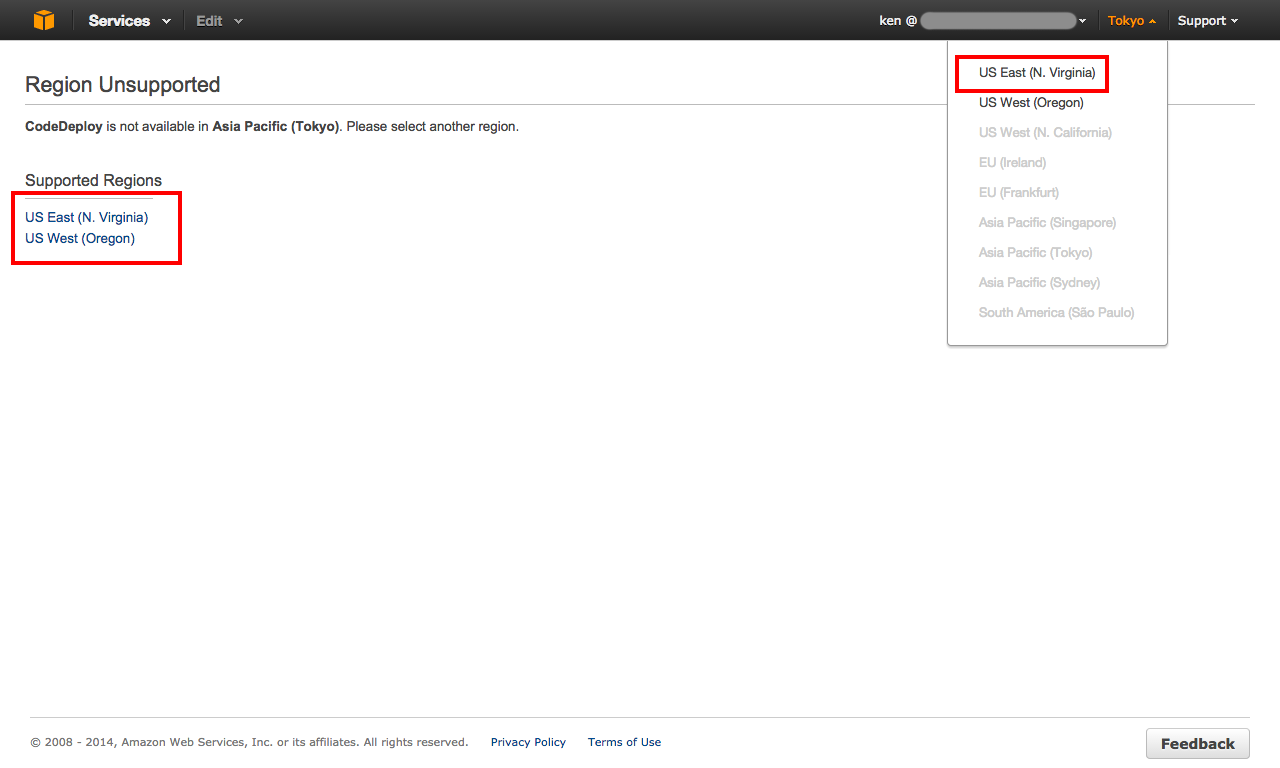 Services Edit ken @ Tokyo Support
US East (N. Virginia)
US West (Oregon)
US West (N. California)
EU (Ireland)
EU (Frankfurt)
Asia Pacific (Singapore)
Asia Pacific (Tokyo)
Asia Pacific (Sydney)
South America (São Paulo)
Region Unsupported
CodeDeploy is not available in Asia Pacific (Tokyo). Please select another region.
Supported Regions
US East (N. Virginia)
US West (Oregon)
© 2008 - 2014, Amazon Web Services, Inc. or its affiliates. All rights reserved. Privacy Policy Terms of Use
Feedback